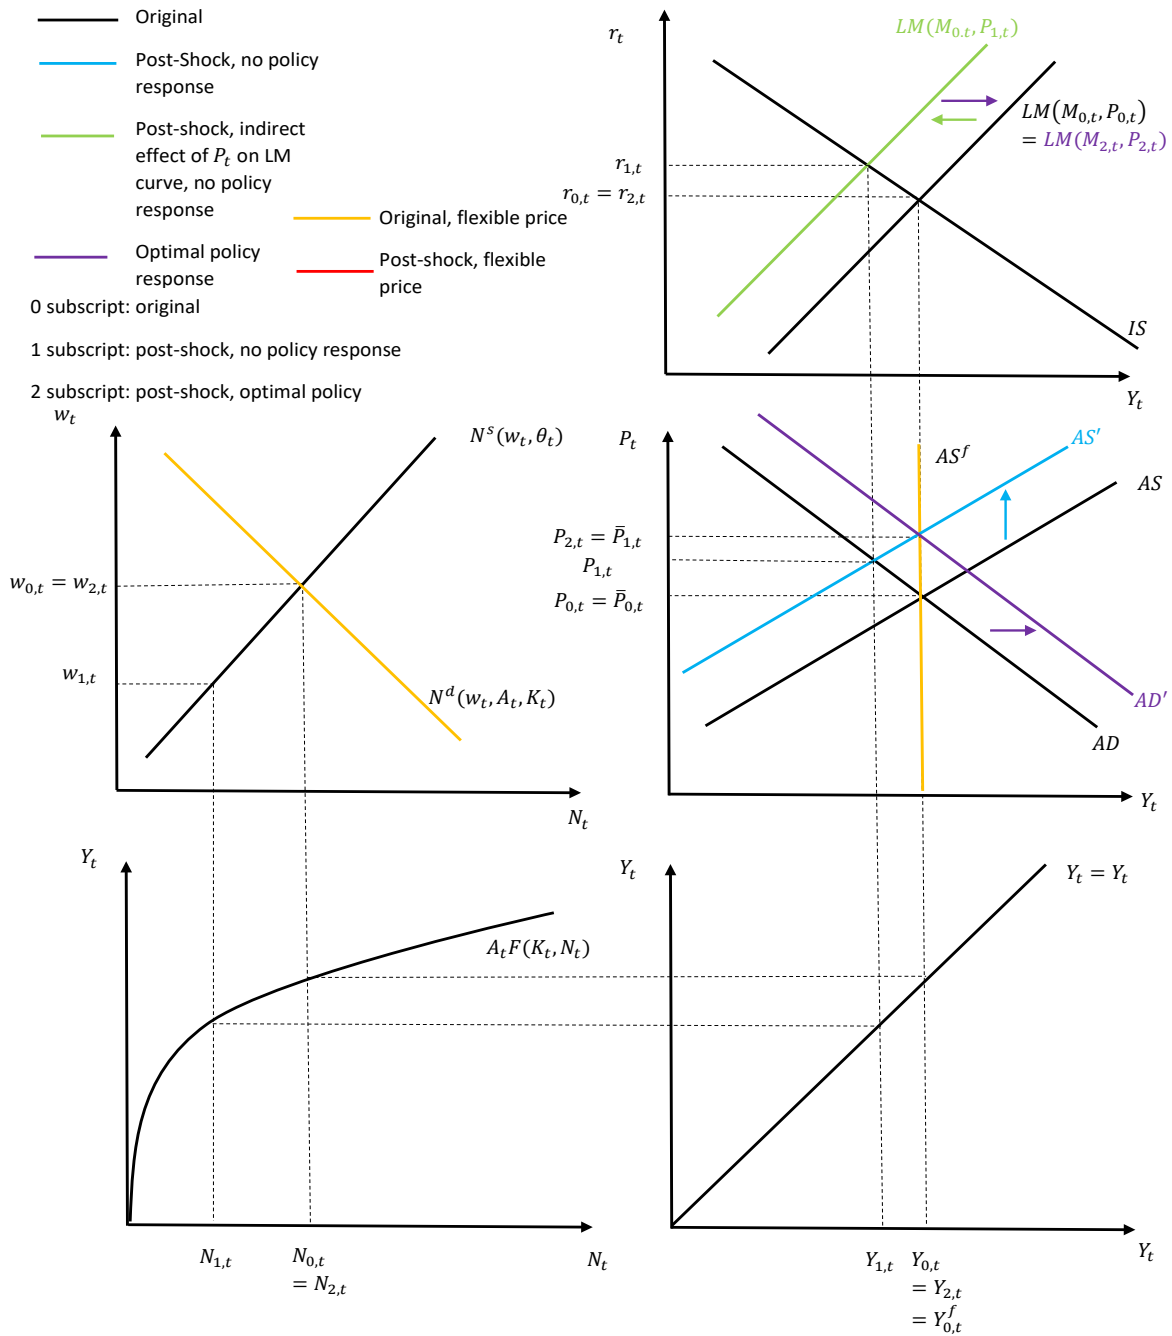 Original
Post-Shock, no policy
response
Post-shock, indirect
effect of P_t on LM
curve, no policy
response
Original, flexible price
Optimal policy
response
Post-shock, flexible
price
0 subscript: original
1 subscript: post-shock, no policy response
2 subscript: post-shock, optimal policy
r_t
LM(M_{0.t}, P_{1,t})
LM(M_{0,t}, P_{0,t})
= LM(M_{2,t}, P_{2,t})
r_{1,t}
r_{0,t} = r_{2,t}
IS
Y_t
w_t
N^s(w_t, θ_t)
w_{0,t} = w_{2,t}
w_{1,t}
N^d(w_t, A_t, K_t)
N_t
P_t
AS^f
AS′
AS
P_{2,t} = P̄_{1,t}
P_{1,t}
P_{0,t} = P̄_{0,t}
AD′
AD
Y_t
Y_t
A_tF(K_t, N_t)
N_{1,t}
N_{0,t}
= N_{2,t}
N_t
Y_t
Y_t = Y_t
Y_{1,t}
Y_{0,t}
= Y_{2,t}
= Y^f_{0,t}
Y_t